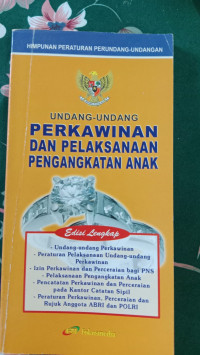 HIMPUNAN PERATURAN PERUNDANG-UNDANGAN
UNDANG-UNDANG
PERKAWINAN
DAN PELAKSANAAN
PENGANGKATAN ANAK
Edisi Lengkap
- Undang-undang Perkawinan
- Peraturan Pelaksanaan Undang-undang
Perkawinan
- Izin Perkawinan dan Perceraian bagi PNS
- Pelaksanaan Pengangkatan Anak
- Pencatatan Perkawinan dan Perceraian
pada Kantor Catatan Sipil
- Peraturan Perkawinan, Perceraian dan
Rujuk Anggota ABRI dan POLRI